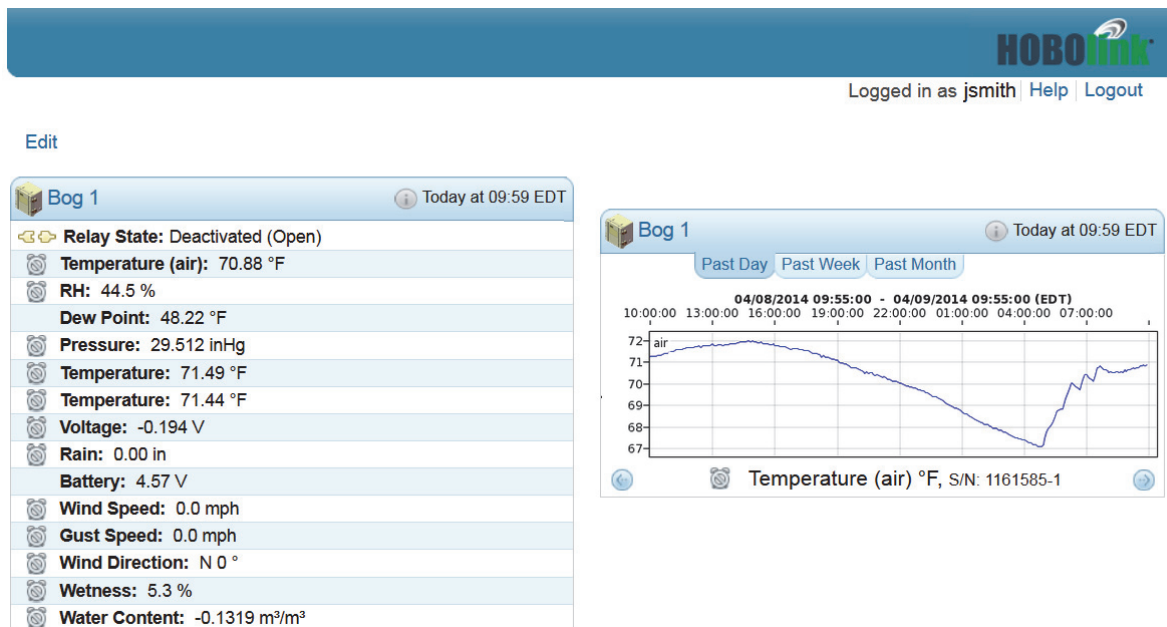 HOBOlink
Logged in as jsmith Help Logout
Edit
Bog 1 Today at 09:59 EDT
Relay State: Deactivated (Open)
Temperature (air): 70.88 °F
RH: 44.5 %
Dew Point: 48.22 °F
Pressure: 29.512 inHg
Temperature: 71.49 °F
Temperature: 71.44 °F
Voltage: -0.194 V
Rain: 0.00 in
Battery: 4.57 V
Wind Speed: 0.0 mph
Gust Speed: 0.0 mph
Wind Direction: N 0 °
Wetness: 5.3 %
Water Content: -0.1319 m³/m³
Bog 1 Today at 09:59 EDT
Past Day Past Week Past Month
04/08/2014 09:55:00 - 04/09/2014 09:55:00 (EDT)
10:00:00 13:00:00 16:00:00 19:00:00 22:00:00 01:00:00 04:00:00 07:00:00
72 air
71
70
69
68
67
Temperature (air) °F, S/N: 1161585-1